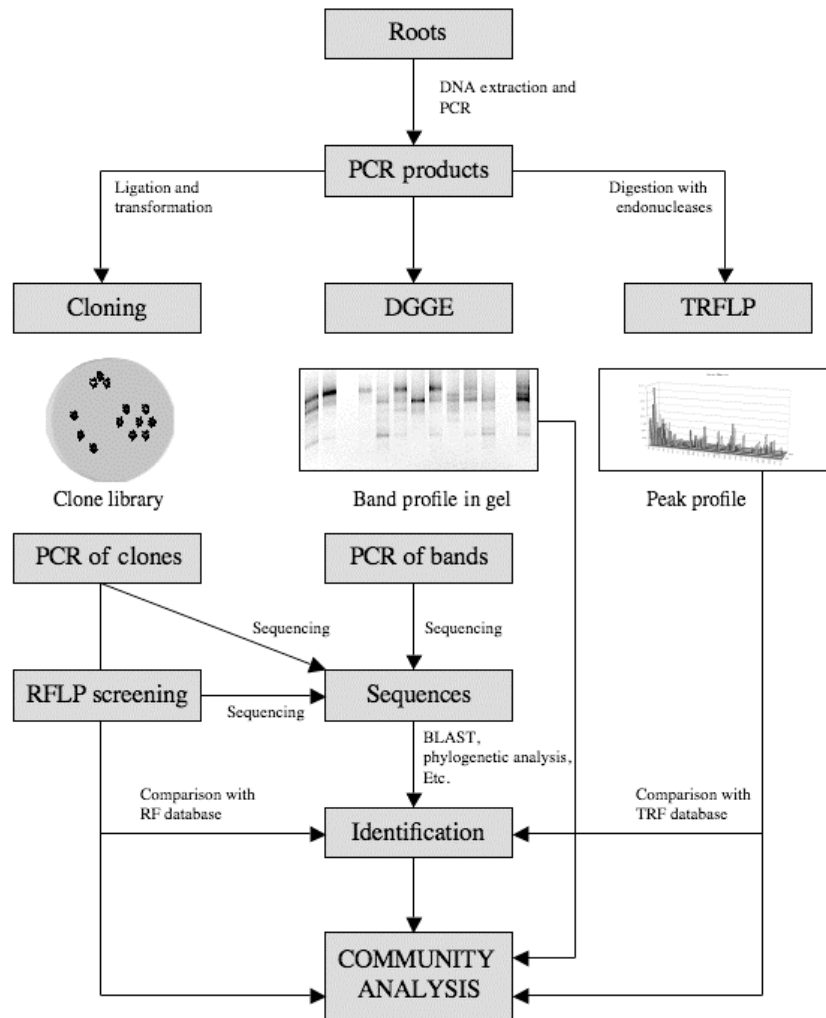 Roots
DNA extraction and
PCR
PCR products
Ligation and
transformation
Digestion with
endonucleases
Cloning
DGGE
TRFLP
Clone library
Band profile in gel
Peak profile
PCR of clones
PCR of bands
Sequencing
Sequencing
RFLP screening
Sequencing
Sequences
BLAST,
phylogenetic analysis,
Etc.
Comparison with
RF database
Identification
Comparison with
TRF database
COMMUNITY
ANALYSIS